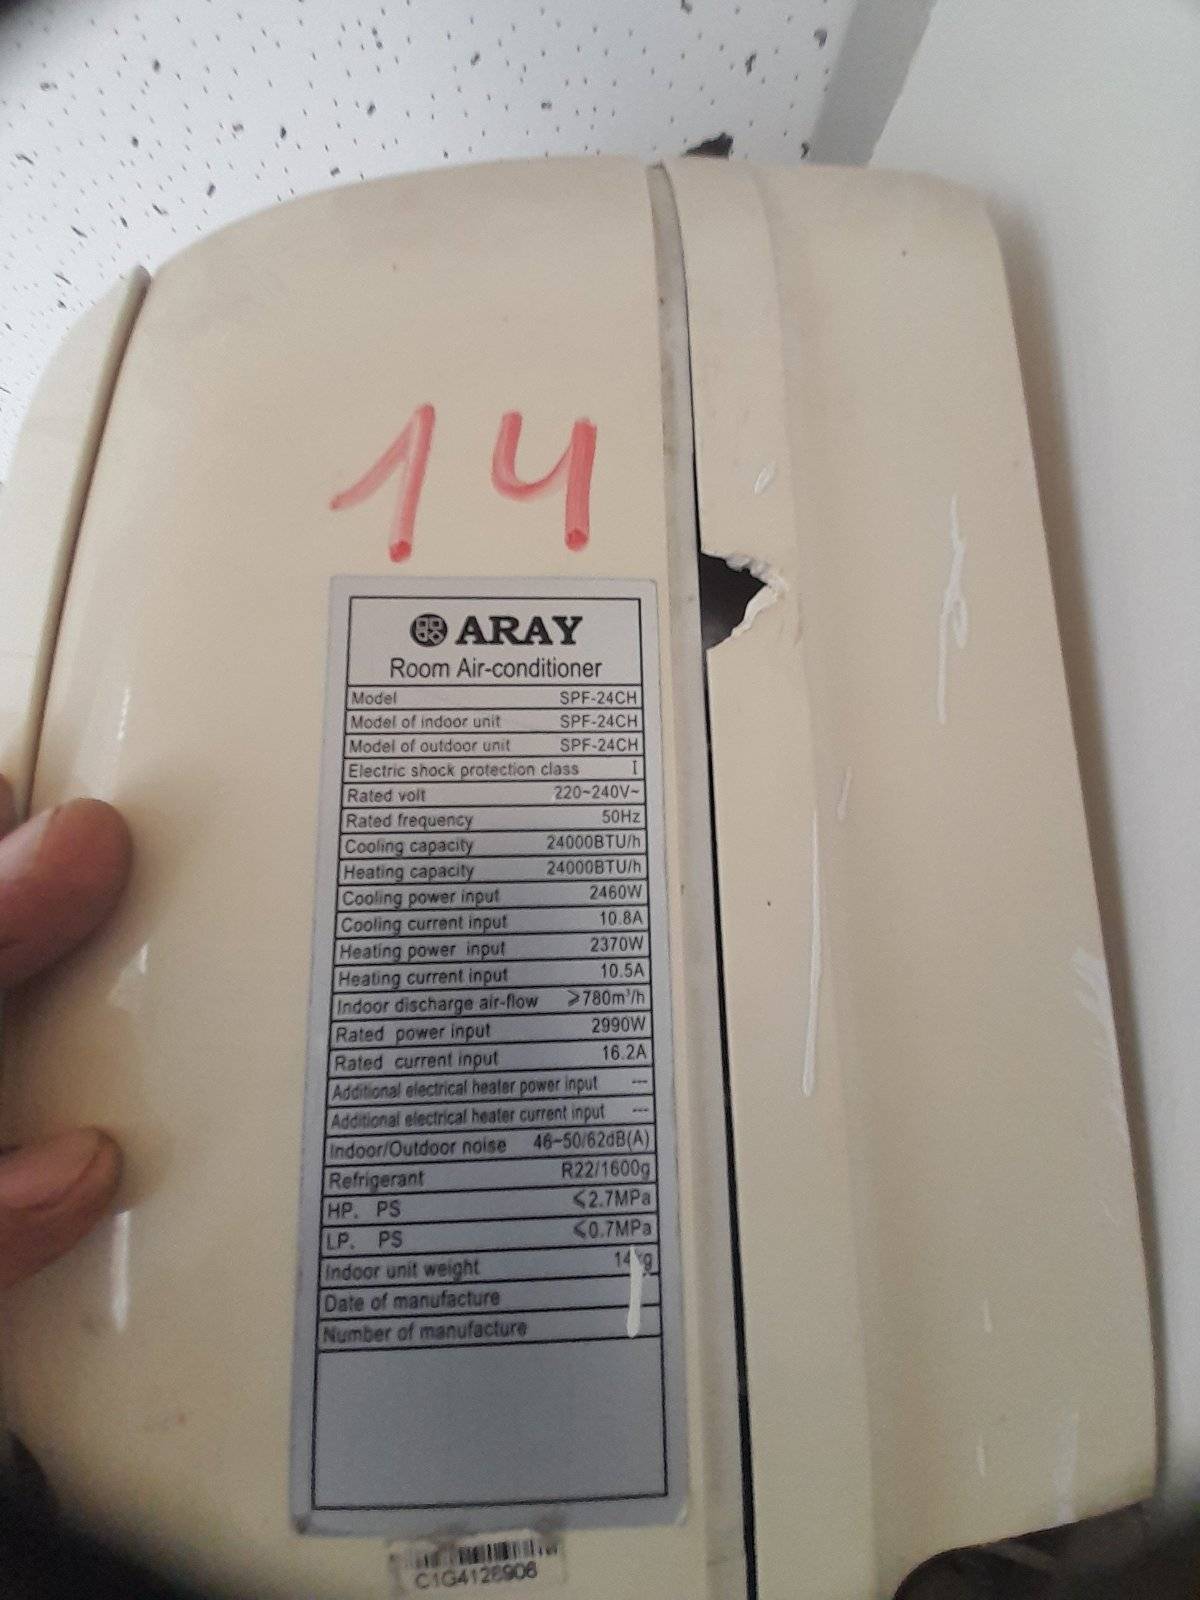 14
ARAY
Room Air-conditioner
Model SPF-24CH
Model of indoor unit SPF-24CH
Model of outdoor unit SPF-24CH
Electric shock protection class I
Rated volt 220~240V~
Rated frequency 50Hz
Cooling capacity 24000BTU/h
Heating capacity 24000BTU/h
Cooling power input 2460W
Cooling current input 10.8A
Heating power input 2370W
Heating current input 10.5A
Indoor discharge air-flow ⩾780m³/h
Rated power input 2990W
Rated current input 16.2A
Additional electrical heater power input ---
Additional electrical heater current input ---
Indoor/Outdoor noise 46~50/62dB(A)
Refrigerant R22/1600g
HP. PS ⩽2.7MPa
LP. PS ⩽0.7MPa
Indoor unit weight 14kg
Date of manufacture
Number of manufacture
C1G4126906